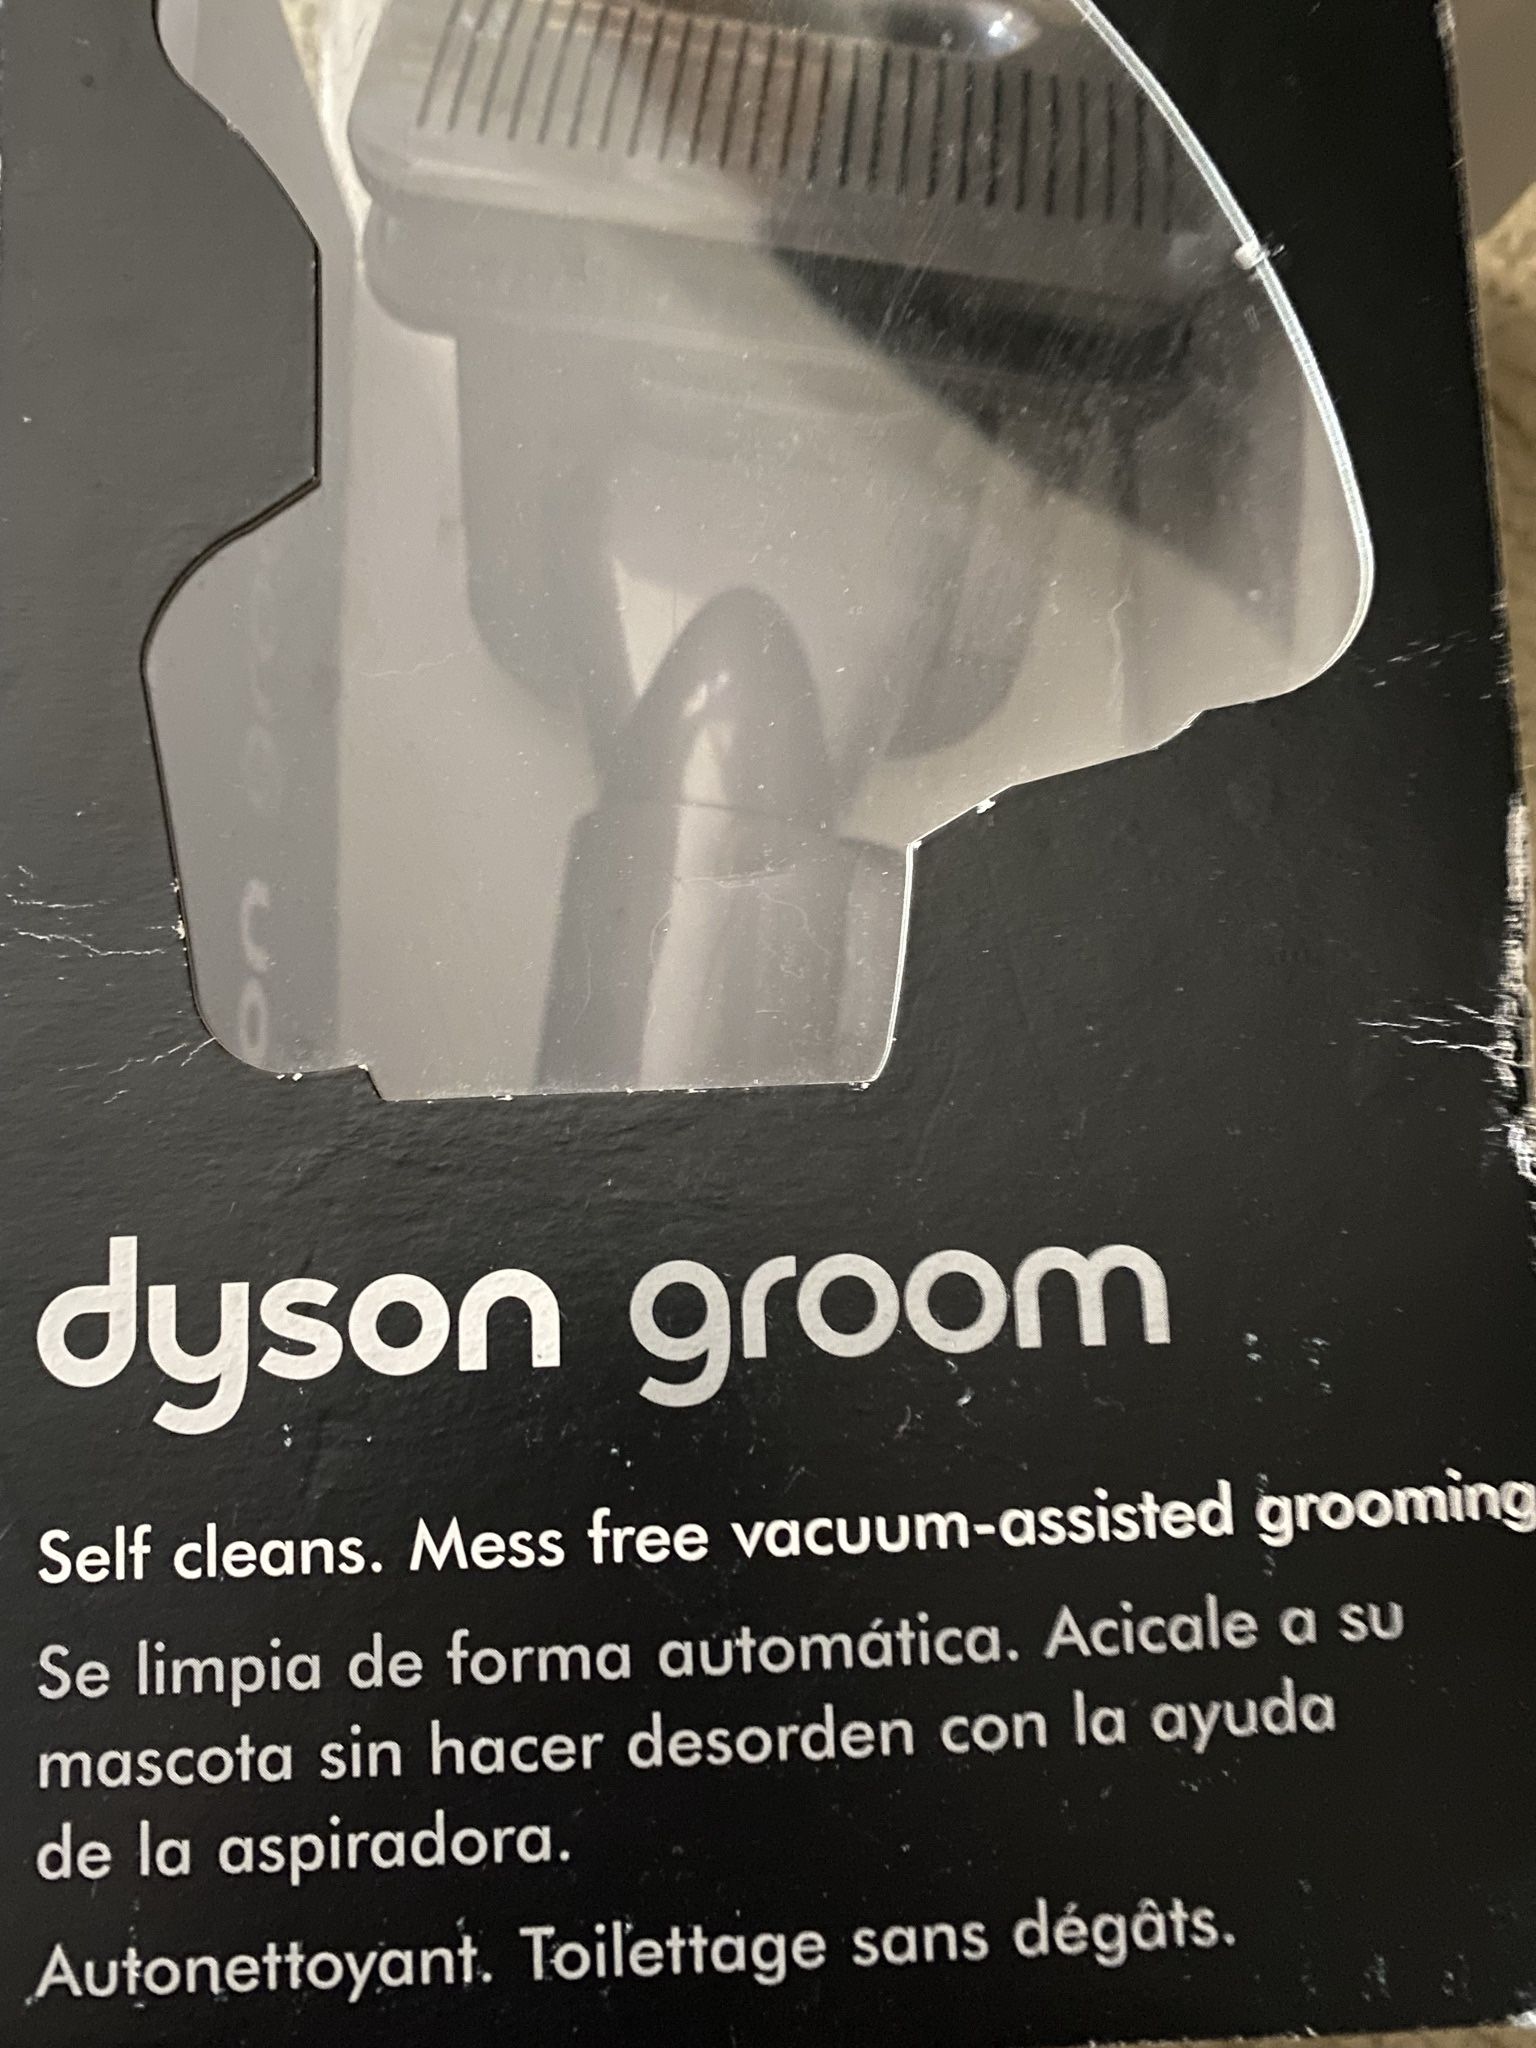 dyson groom
Self cleans. Mess free vacuum-assisted grooming
Se limpia de forma automática. Acicale a su
mascota sin hacer desorden con la ayuda
de la aspiradora.
Autonettoyant. Toilettage sans dégâts.